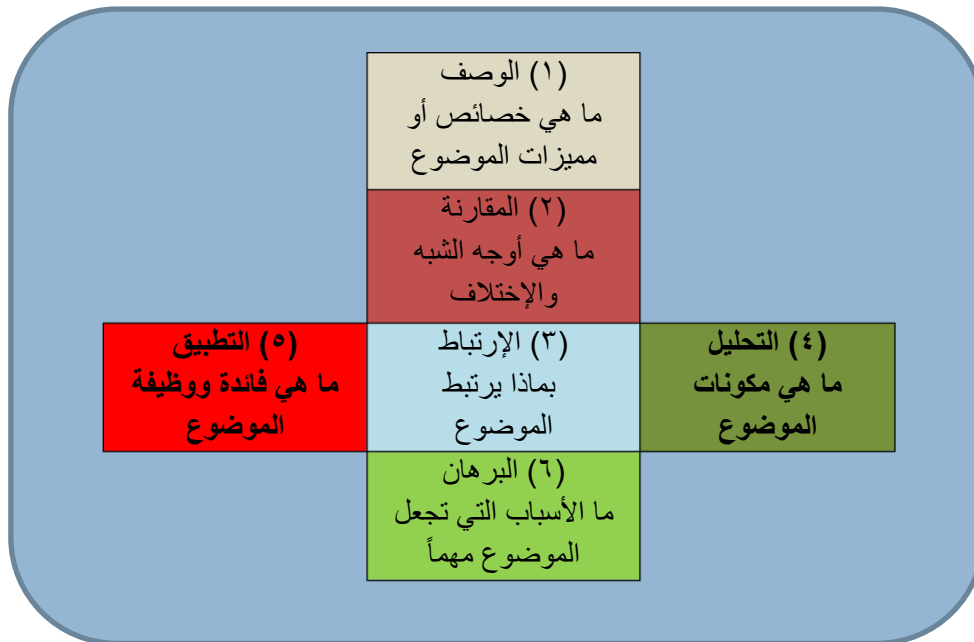 (١) الوصف
ما هي خصائص أو
مميزات الموضوع
(٢) المقارنة
ما هي أوجه الشبه
والإختلاف
(٣) الإرتباط
بماذا يرتبط
الموضوع
(٤) التحليل
ما هي مكونات
الموضوع
(٥) التطبيق
ما هي فائدة ووظيفة
الموضوع
(٦) البرهان
ما الأسباب التي تجعل
الموضوع مهماً